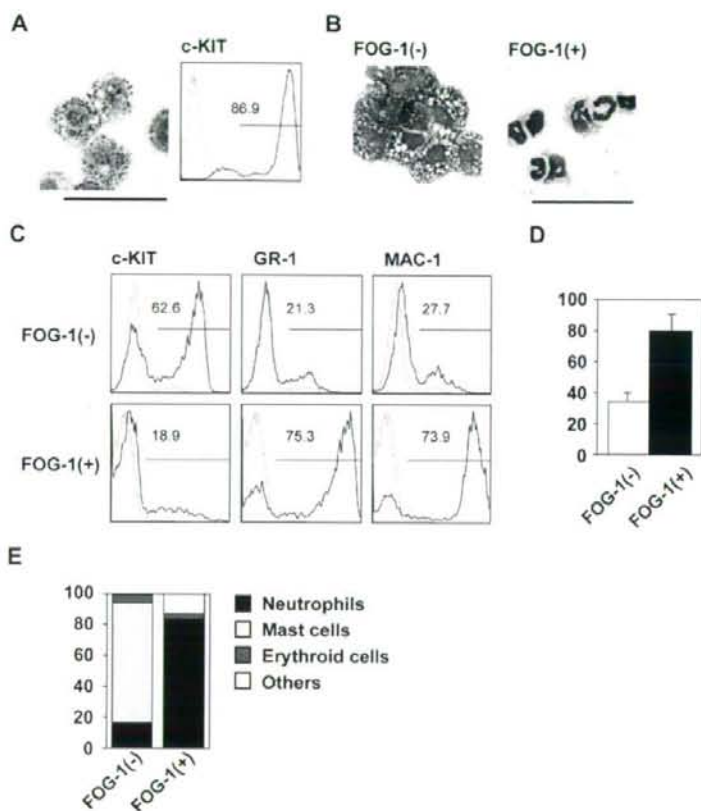 A
c-KIT
86.9
B
FOG-1(-)
FOG-1(+)
C
c-KIT
GR-1
MAC-1
FOG-1(-)
62.6
21.3
27.7
FOG-1(+)
18.9
75.3
73.9
D
100
80
60
40
20
0
FOG-1(-)
FOG-1(+)
E
100
80
60
40
20
0
FOG-1(-)
FOG-1(+)
Neutrophils
Mast cells
Erythroid cells
Others